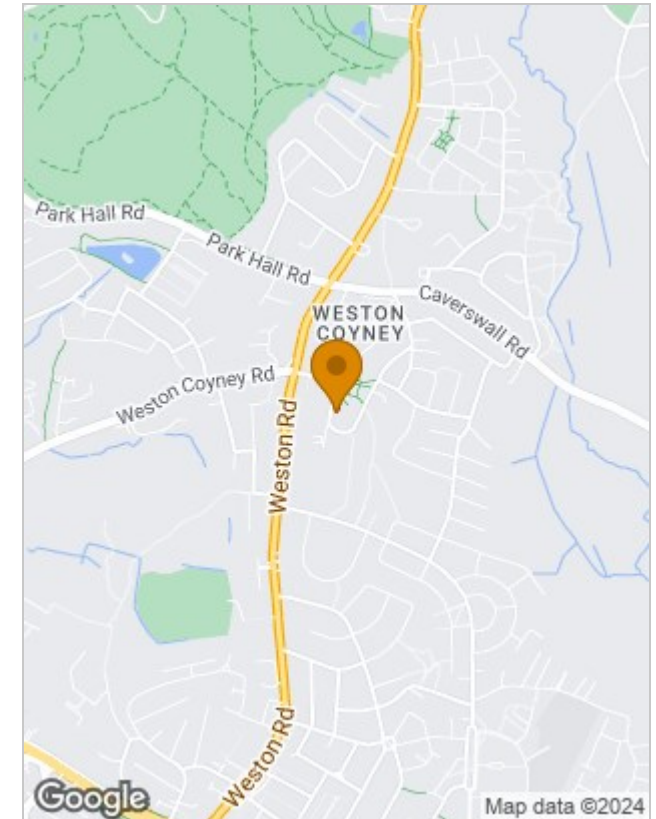 Park Hall Rd
Park Hall Rd
WESTON
COYNEY
Caverswall Rd
Weston Coyney Rd
Weston Rd
Weston Rd
Google
Map data ©2024